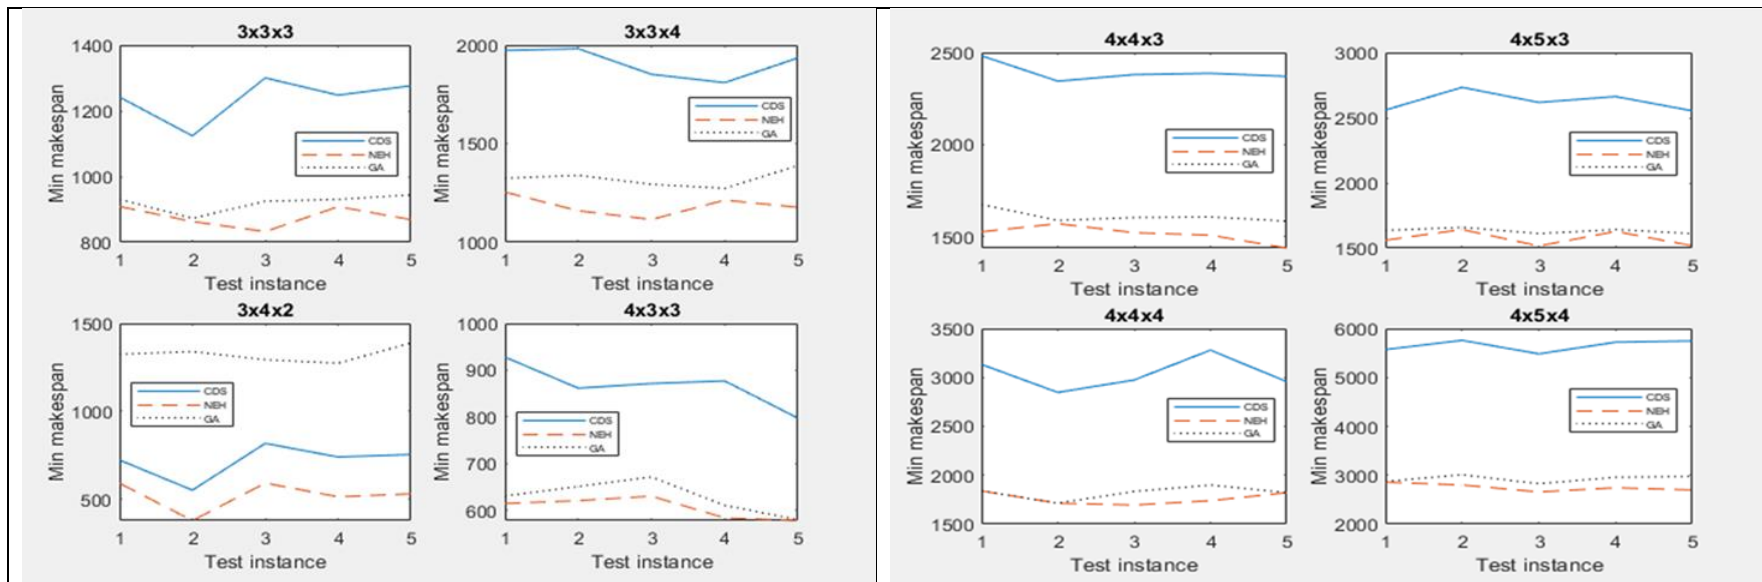 3x3x3
1400
1200
1000
800
Min makespan
CDS
NEH
GA
1 2 3 4 5
Test instance
3x3x4
2000
1500
1000
Min makespan
CDS
NEH
GA
1 2 3 4 5
Test instance
3x4x2
1500
1000
500
Min makespan
CDS
NEH
GA
1 2 3 4 5
Test instance
4x3x3
1000
900
800
700
600
Min makespan
CDS
NEH
GA
1 2 3 4 5
Test instance
4x4x3
2500
2000
1500
Min makespan
CDS
NEH
GA
1 2 3 4 5
Test instance
4x5x3
3000
2500
2000
1500
Min makespan
CDS
NEH
GA
1 2 3 4 5
Test instance
4x4x4
3500
3000
2500
2000
1500
Min makespan
CDS
NEH
GA
1 2 3 4 5
Test instance
4x5x4
6000
5000
4000
3000
2000
Min makespan
CDS
NEH
GA
1 2 3 4 5
Test instance